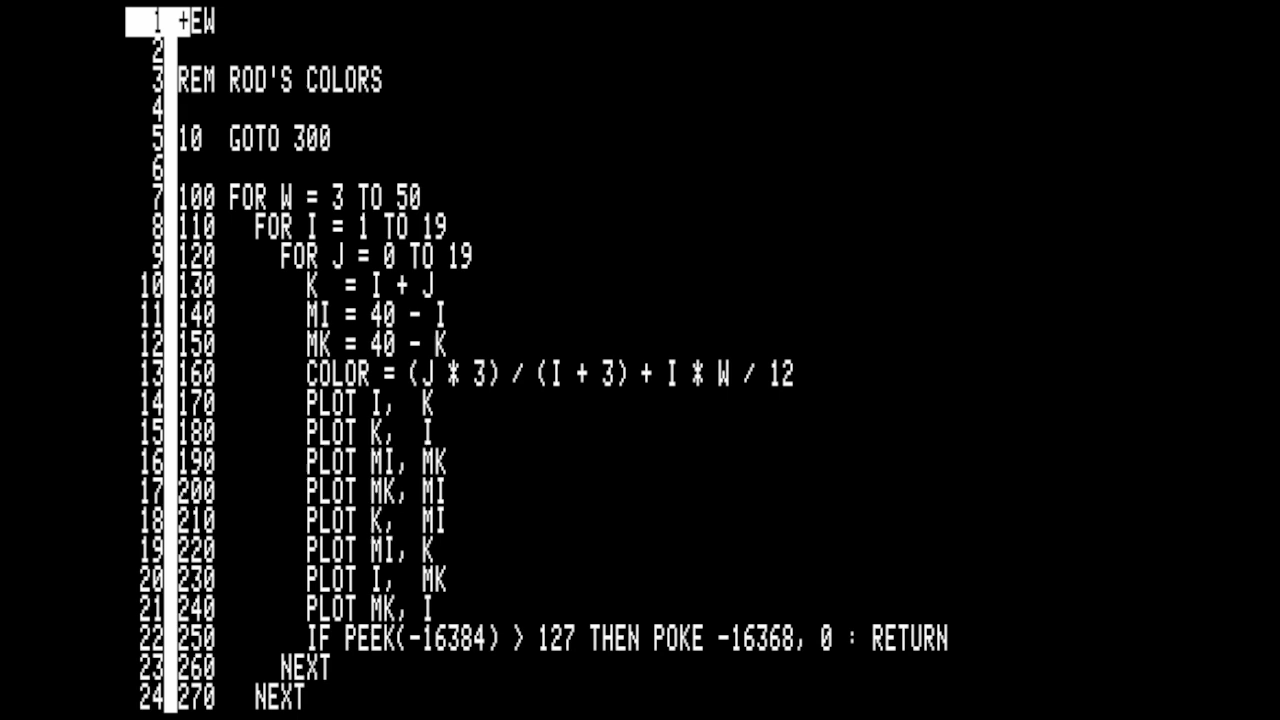 1 +EW
2
3 REM ROD'S COLORS
4
5 10  GOTO 300
6
7 100 FOR W = 3 TO 50
8 110   FOR I = 1 TO 19
9 120     FOR J = 0 TO 19
10 130       K  = I + J
11 140       MI = 40 - I
12 150       MK = 40 - K
13 160       COLOR = (J * 3) / (I + 3) + I * W / 12
14 170       PLOT I,  K
15 180       PLOT K,  I
16 190       PLOT MI, MK
17 200       PLOT MK, MI
18 210       PLOT K,  MI
19 220       PLOT MI, K
20 230       PLOT I,  MK
21 240       PLOT MK, I
22 250       IF PEEK(-16384) > 127 THEN POKE -16368, 0 : RETURN
23 260     NEXT
24 270   NEXT